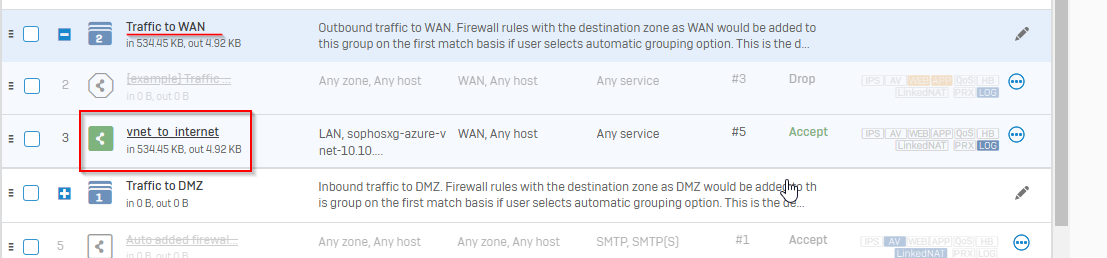 Traffic to WAN
in 534.45 KB, out 4.92 KB
2
Outbound traffic to WAN. Firewall rules with the destination zone as WAN would be added to
this group on the first match basis if user selects automatic grouping option. This is the d...
2
[example] Traffic ...
in 0 B, out 0 B
Any zone, Any host
WAN, Any host
Any service
#3
Drop
IPS AV WEB APP QoS HB
LinkedNAT PRX LOG
3
vnet_to_internet
in 534.45 KB, out 4.92 KB
LAN, sophosxg-azure-v
net-10.10....
WAN, Any host
Any service
#5
Accept
IPS AV WEB APP QoS HB
LinkedNAT PRX LOG
1
Traffic to DMZ
in 0 B, out 0 B
Inbound traffic to DMZ. Firewall rules with the destination zone as DMZ would be added to th
is group on the first match basis if user selects automatic grouping option. This is the de...
5
Auto added firewal...
in 0 B, out 0 B
Any zone, Any host
Any zone, Any host
SMTP, SMTP(S)
#1
Accept
IPS AV WEB APP QoS HB
LinkedNAT PRX LOG